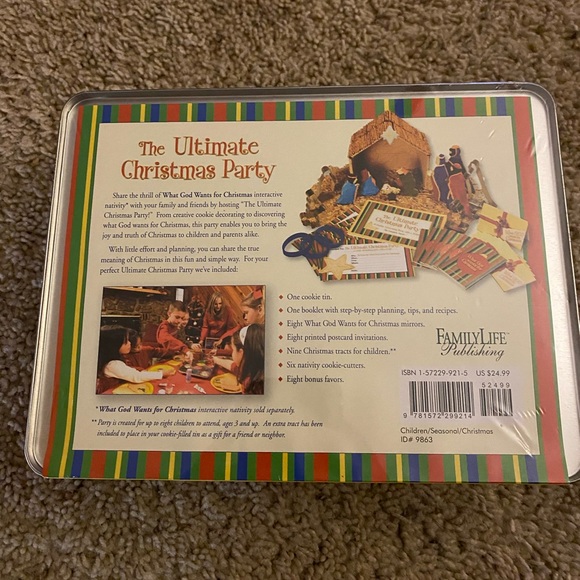 The Ultimate
Christmas Party
Share the thrill of What God Wants for Christmas interactive
nativity* with your family and friends by hosting "The Ultimate
Christmas Party!" From creative cookie decorating to discovering
what God wants for Christmas, this party enables you to bring the
joy and truth of Christmas to children and parents alike.
With little effort and planning, you can share the true
meaning of Christmas in this fun and simple way. For your
perfect Ultimate Christmas Party we've included:
• One cookie tin.
• One booklet with step-by-step planning, tips, and recipes.
• Eight What God Wants for Christmas mirrors.
• Eight printed postcard invitations.
• Nine Christmas tracts for children.**
• Six nativity cookie-cutters.
• Eight bonus favors.
*What God Wants for Christmas interactive nativity sold separately.
**Party is created for up to eight children to attend, ages 3 and up. An extra tract has been
included to place in your cookie-filled tin as a gift for a friend or neighbor.
The Ultimate
Christmas Party
FAMILYLIFE™
Publishing
ISBN 1-57229-921-5 US $24.99
52499
9 781572 299214
Children/Seasonal/Christmas
ID# 9863